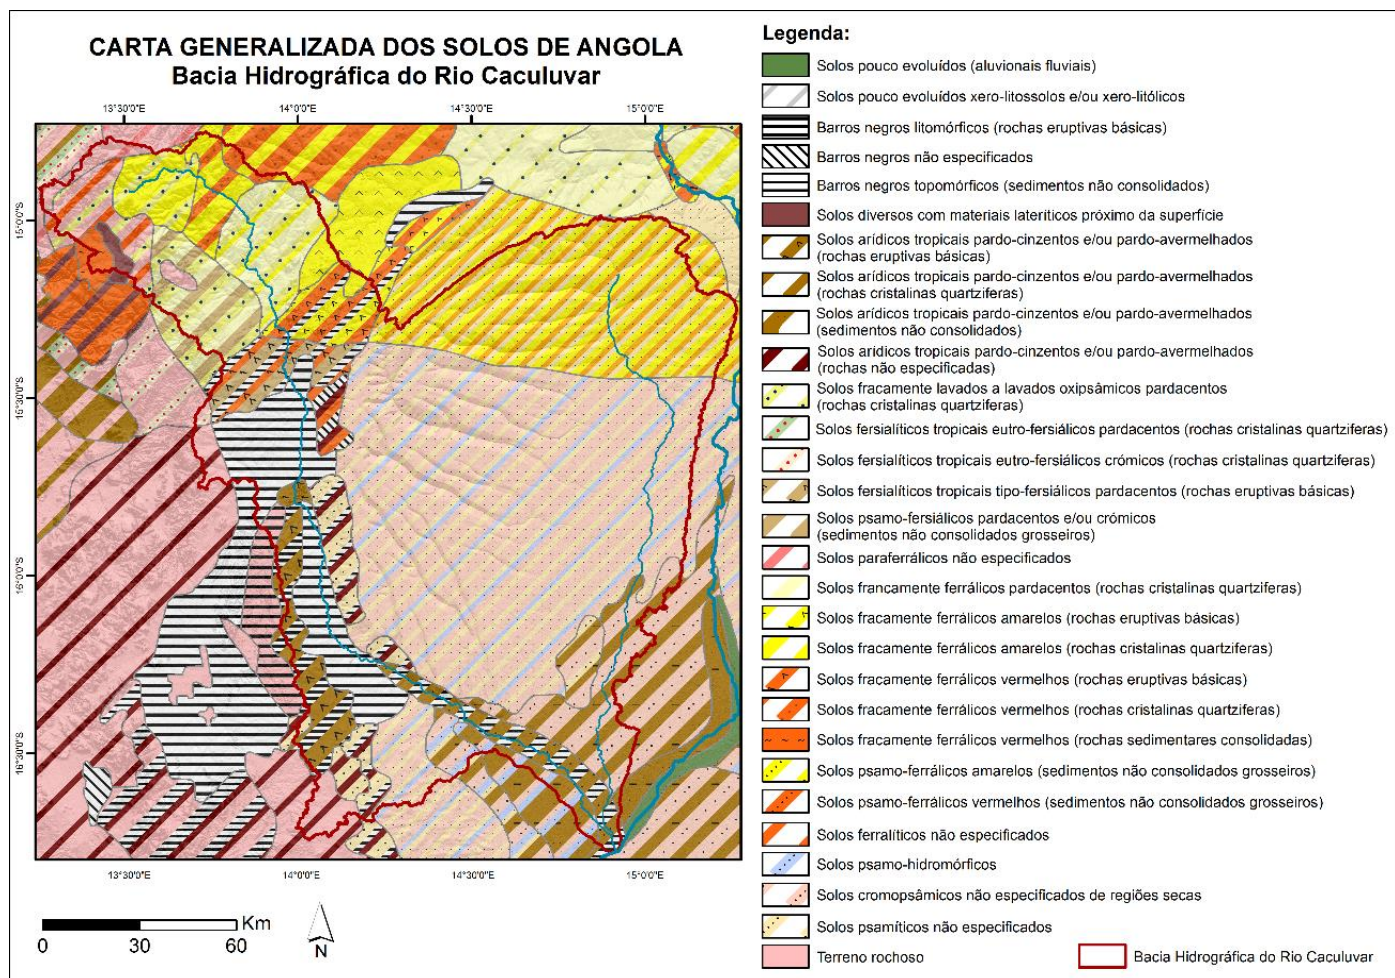 CARTA GENERALIZADA DOS SOLOS DE ANGOLA
Bacia Hidrográfica do Rio Caculuvar
13°30'0"E
14°0'0"E
14°30'0"E
15°0'0"E
15°0'0"S
15°30'0"S
16°0'0"S
16°30'0"S
13°30'0"E
14°0'0"E
14°30'0"E
15°0'0"E
Km
0
30
60
N
Legenda:
Solos pouco evoluídos (aluvionais fluviais)
Solos pouco evoluídos xero-litossolos e/ou xero-litólicos
Barros negros litomórficos (rochas eruptivas básicas)
Barros negros não especificados
Barros negros topomórficos (sedimentos não consolidados)
Solos diversos com materiais lateríticos próximo da superfície
Solos arídicos tropicais pardo-cinzentos e/ou pardo-avermelhados
(rochas eruptivas básicas)
Solos arídicos tropicais pardo-cinzentos e/ou pardo-avermelhados
(rochas cristalinas quartziferas)
Solos arídicos tropicais pardo-cinzentos e/ou pardo-avermelhados
(sedimentos não consolidados)
Solos arídicos tropicais pardo-cinzentos e/ou pardo-avermelhados
(rochas não especificadas)
Solos fracamente lavados a lavados oxipsâmicos pardacentos
(rochas cristalinas quartziferas)
Solos fersialíticos tropicais eutro-fersiálicos pardacentos (rochas cristalinas quartziferas)
Solos fersialíticos tropicais eutro-fersiálicos crómicos (rochas cristalinas quartziferas)
Solos fersialíticos tropicais tipo-fersiálicos pardacentos (rochas eruptivas básicas)
Solos psamo-fersiálicos pardacentos e/ou crómicos
(sedimentos não consolidados grosseiros)
Solos paraferrálicos não especificados
Solos francamente ferrálicos pardacentos (rochas cristalinas quartziferas)
Solos fracamente ferrálicos amarelos (rochas eruptivas básicas)
Solos fracamente ferrálicos amarelos (rochas cristalinas quartziferas)
Solos fracamente ferrálicos vermelhos (rochas eruptivas básicas)
Solos fracamente ferrálicos vermelhos (rochas cristalinas quartziferas)
Solos fracamente ferrálicos vermelhos (rochas sedimentares consolidadas)
Solos psamo-ferrálicos amarelos (sedimentos não consolidados grosseiros)
Solos psamo-ferrálicos vermelhos (sedimentos não consolidados grosseiros)
Solos ferralíticos não especificados
Solos psamo-hidromórficos
Solos cromopsâmicos não especificados de regiões secas
Solos psamíticos não especificados
Terreno rochoso
Bacia Hidrográfica do Rio Caculuvar